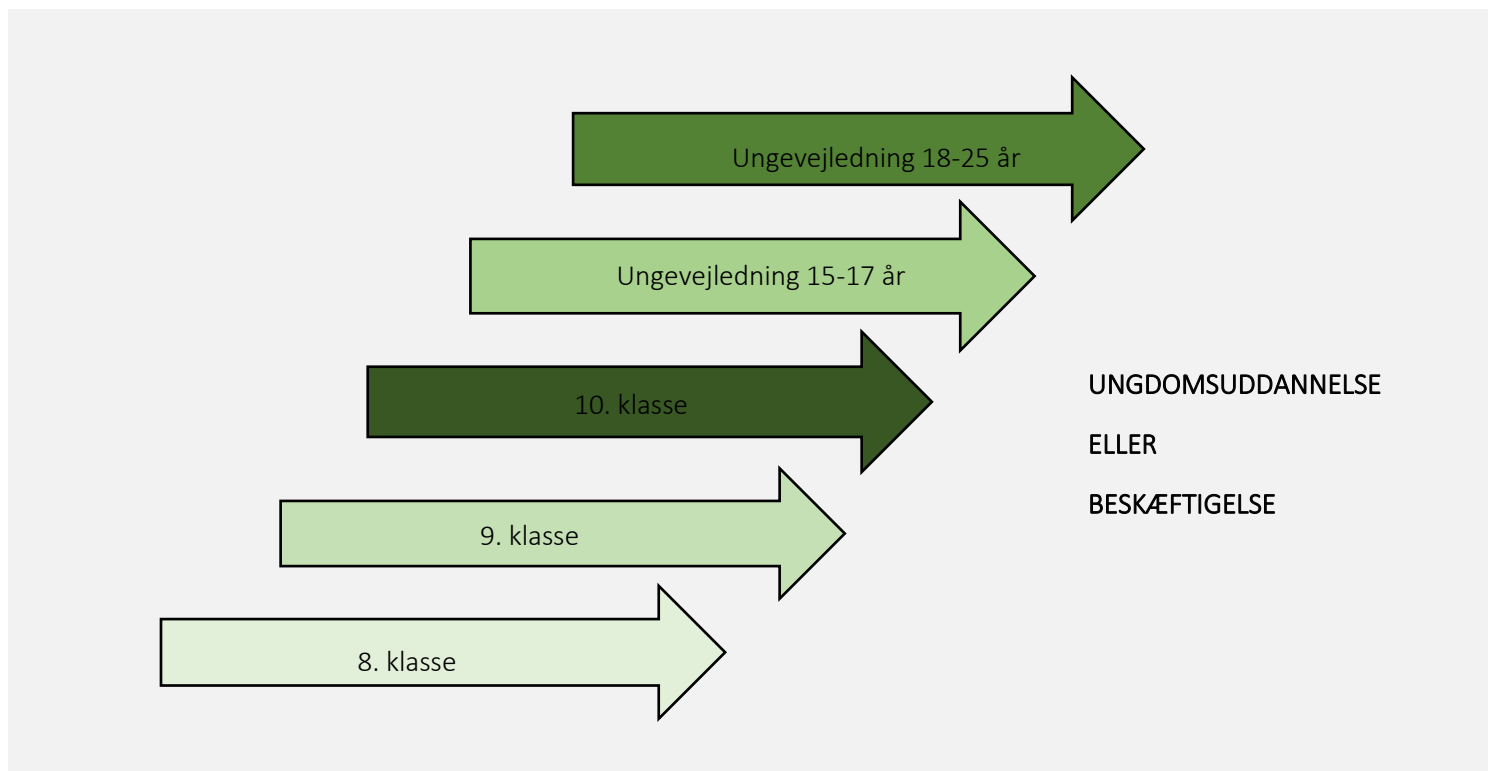 Ungevejledning 18-25 år
Ungevejledning 15-17 år
10. klasse
9. klasse
8. klasse
UNGDOMSUDDANNELSE
ELLER
BESKÆFTIGELSE